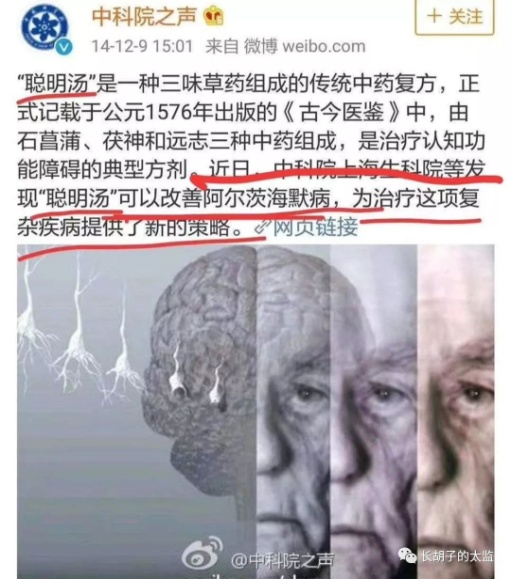 中科院之声
+ 关注
14-12-9 15:01 来自 微博 weibo.com
“聪明汤”是一种三味草药组成的传统中药复方，正
式记载于公元1576年出版的《古今医鉴》中，由
石菖蒲、茯神和远志三种中药组成，是治疗认知功
能障碍的典型方剂。近日，中科院上海生科院等发
现“聪明汤”可以改善阿尔茨海默病，为治疗这项复
杂疾病提供了新的策略。网页链接
@中科院之声
长胡子的太监